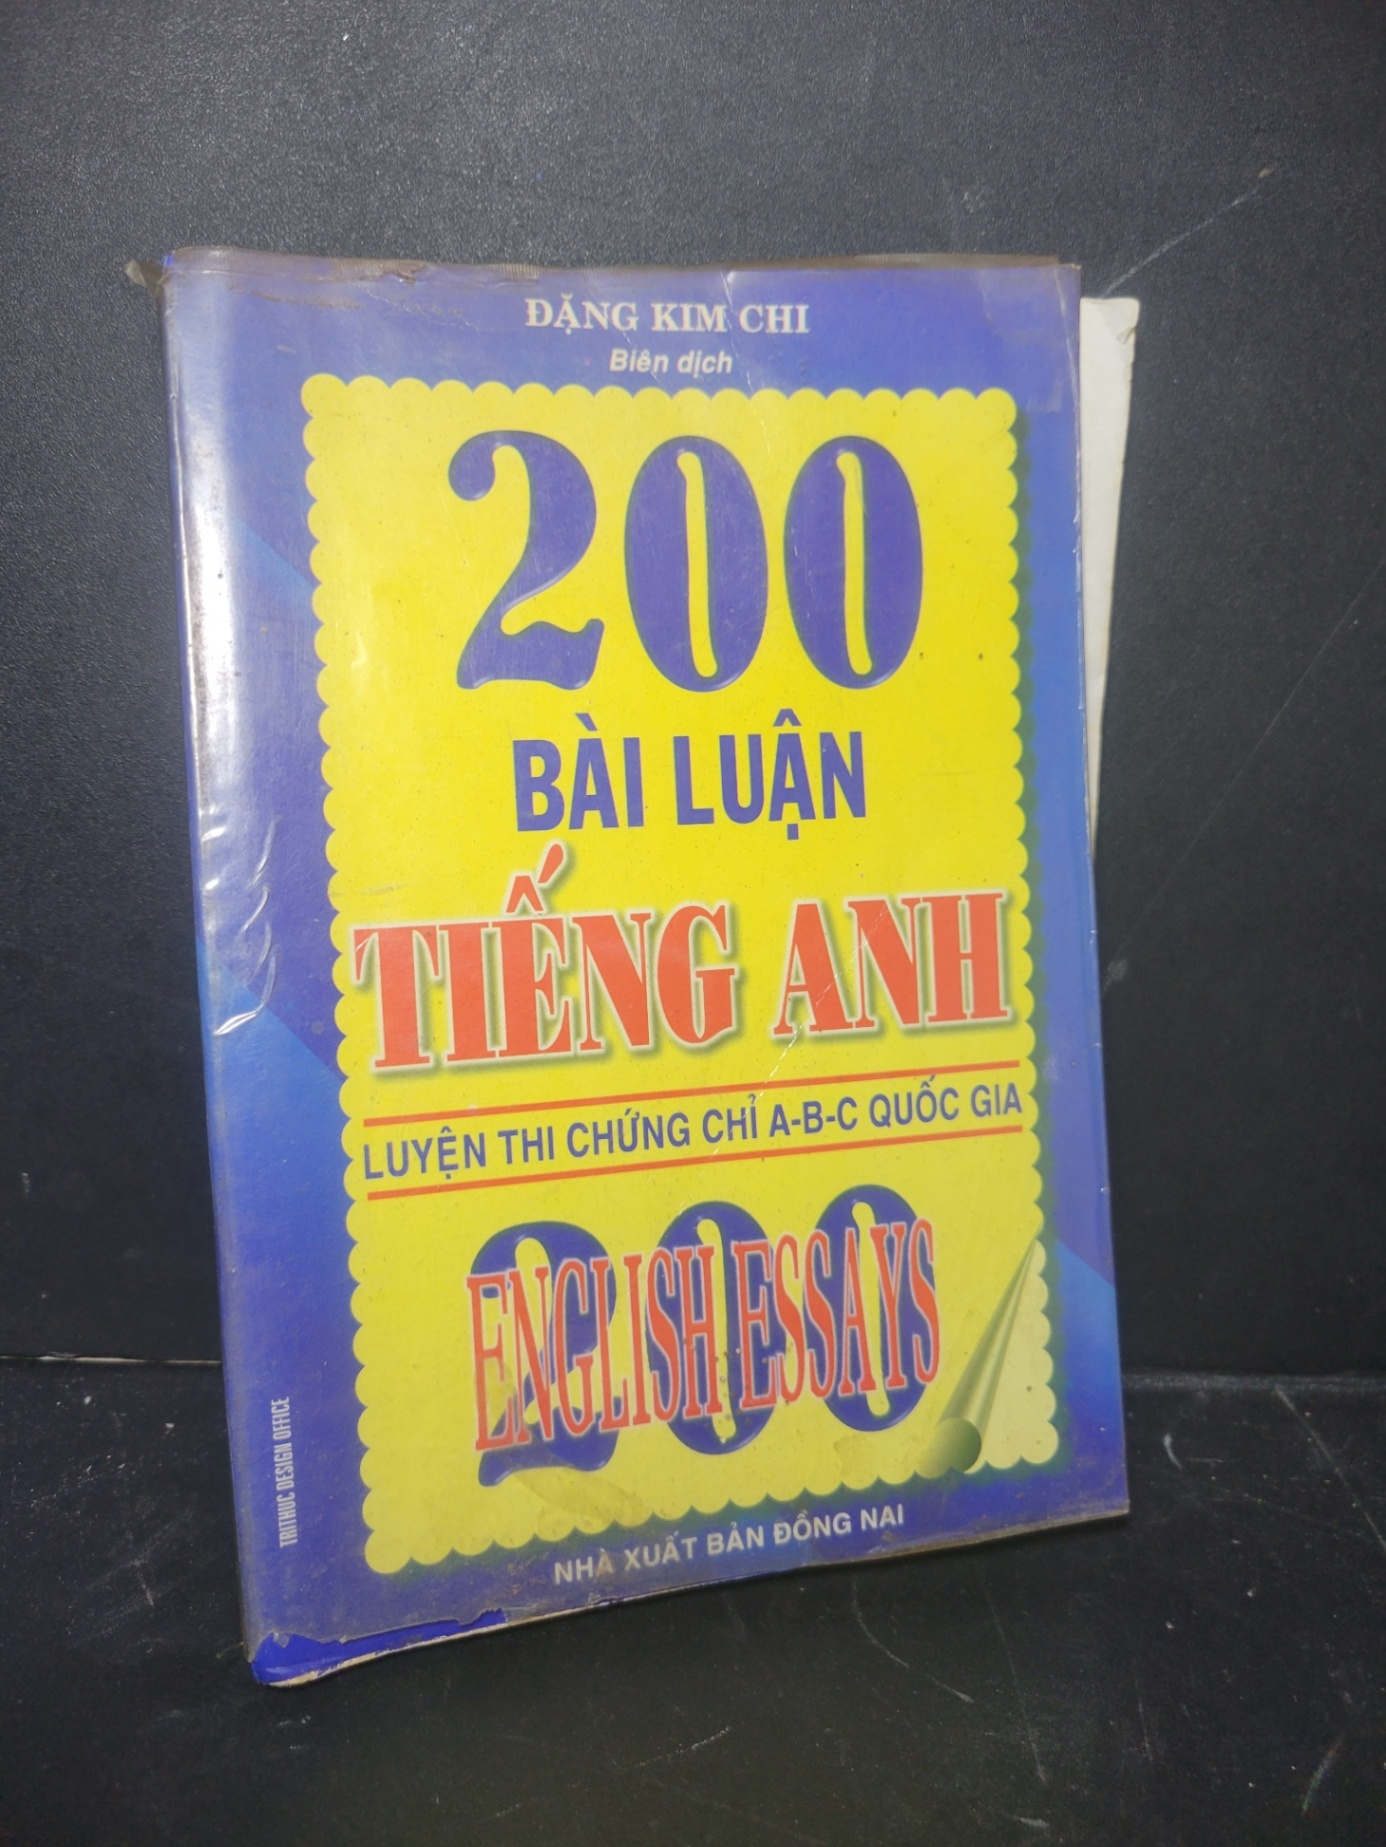 ĐẶNG KIM CHI
Biên dịch
200
BÀI LUẬN
TIẾNG ANH
LUYỆN THI CHỨNG CHỈ A-B-C QUỐC GIA
200
ENGLISH ESSAYS
TRITHUC DESIGN OFFICE
NHÀ XUẤT BẢN ĐỒNG NAI